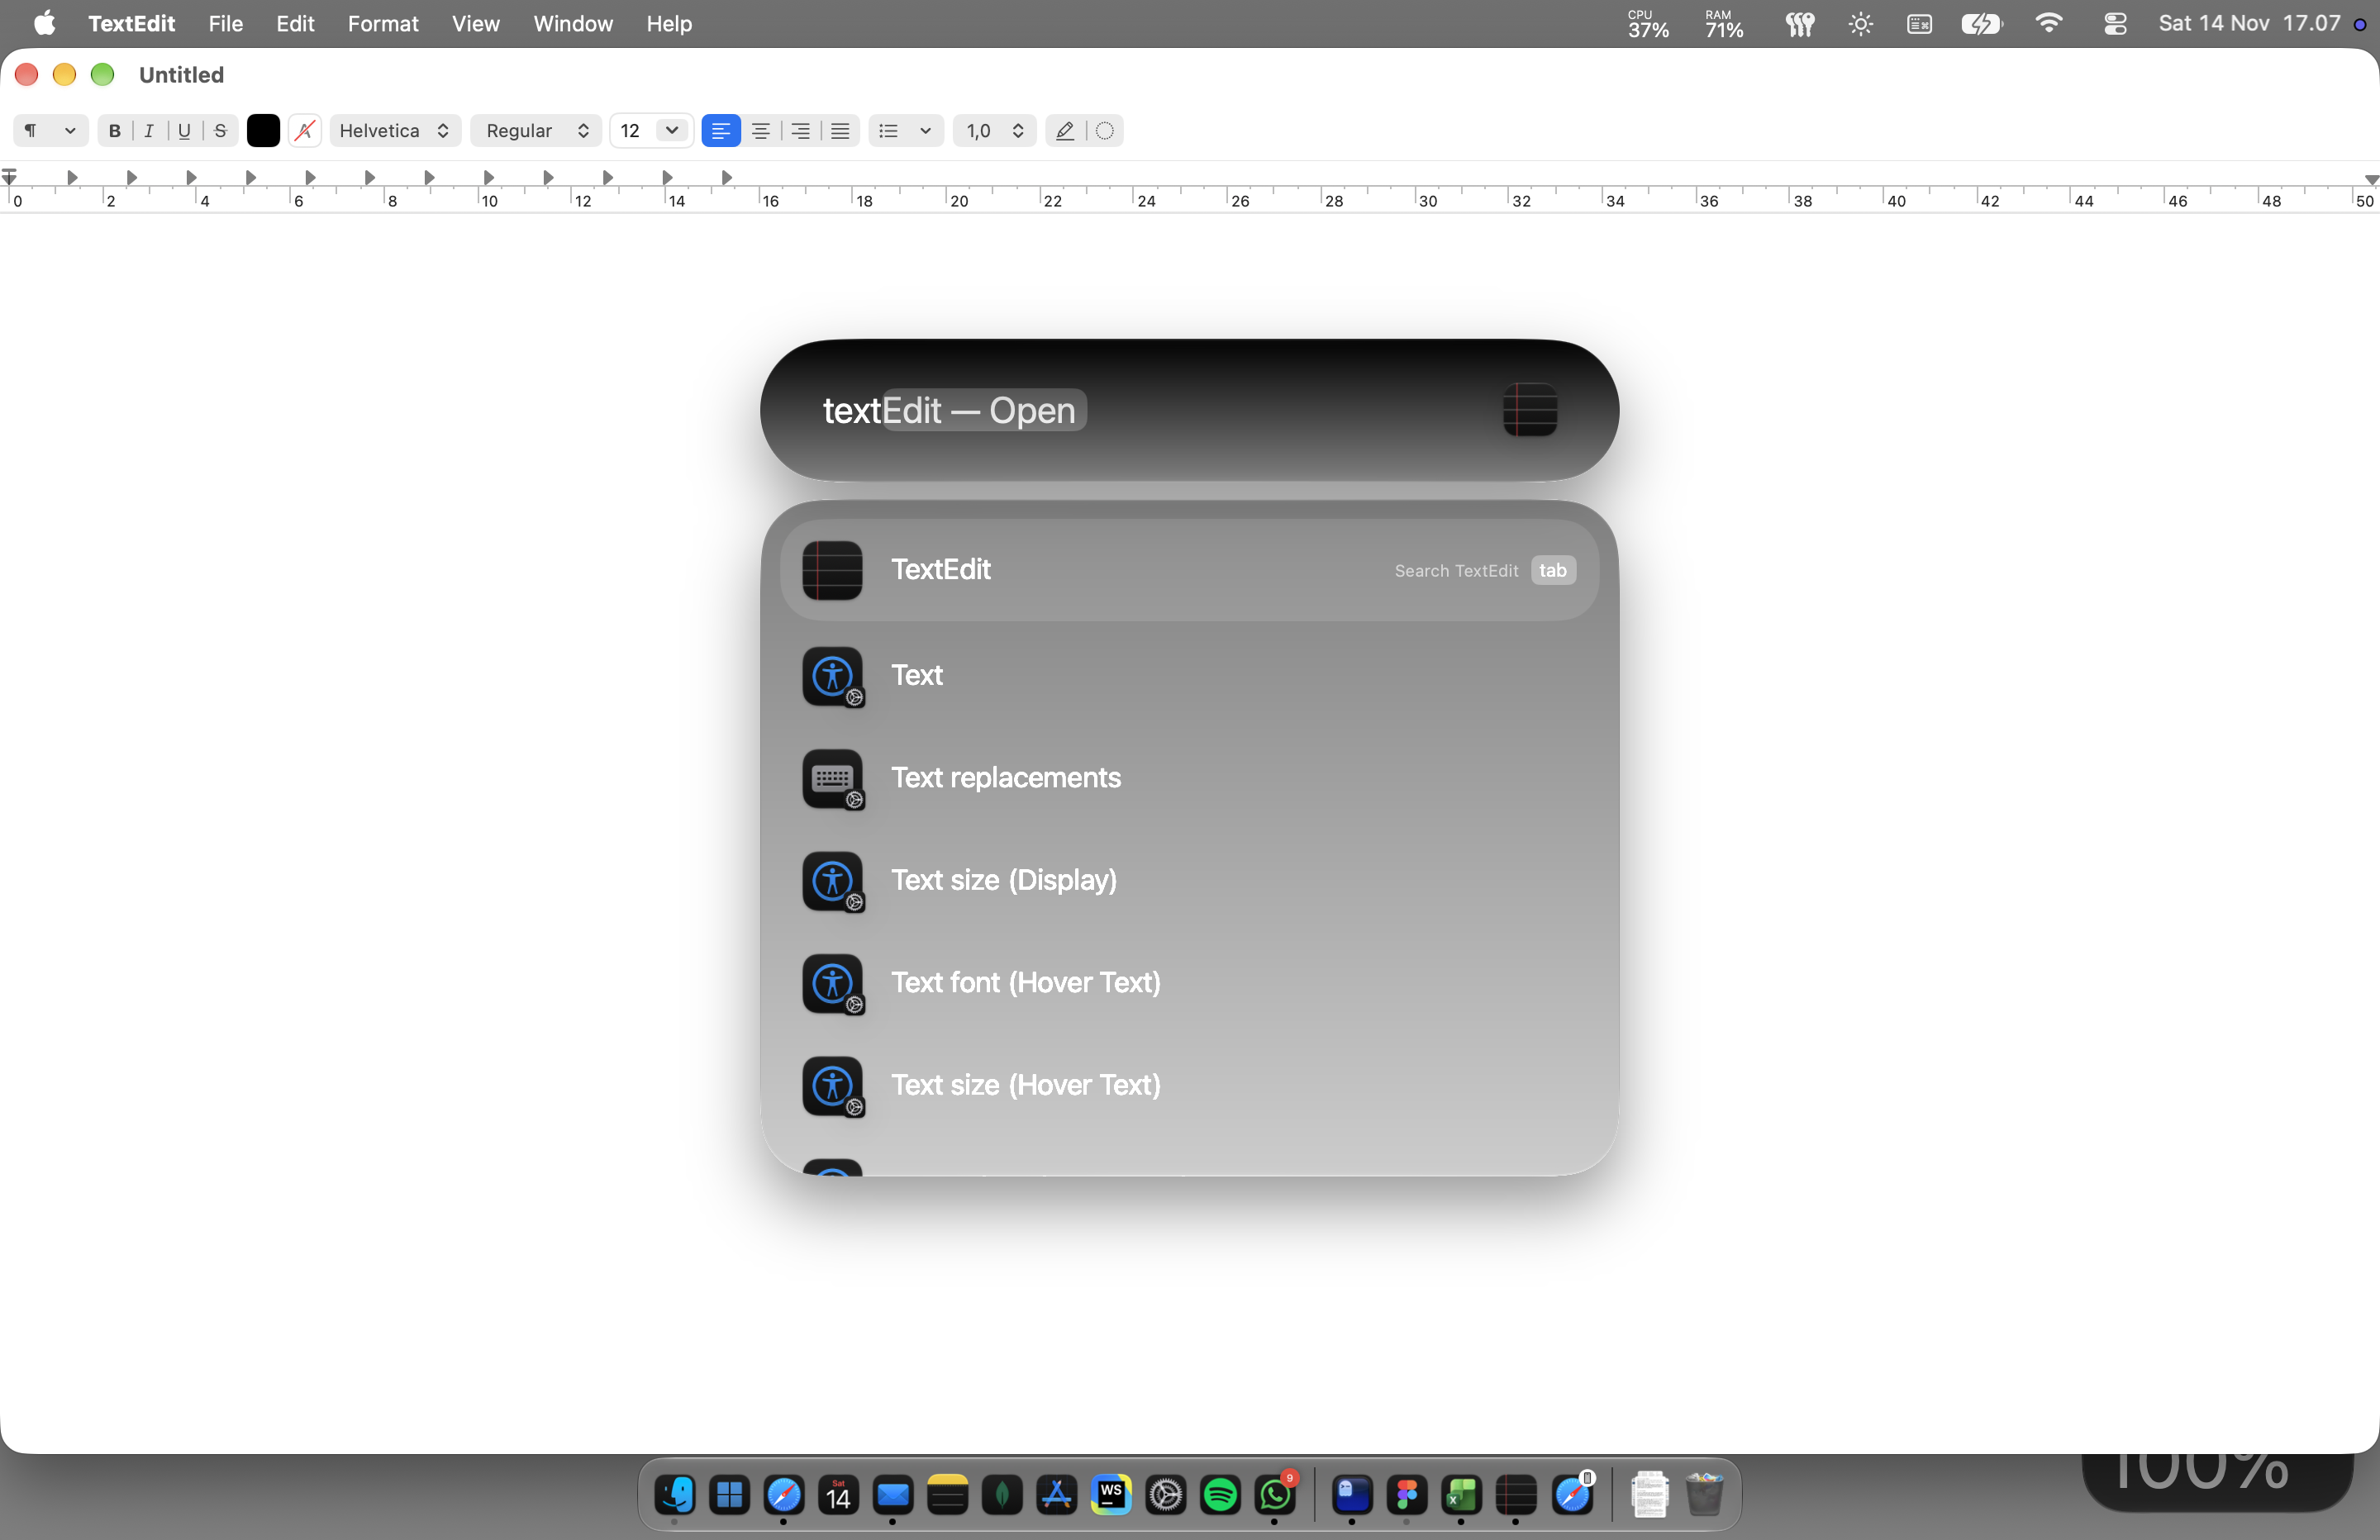 TextEdit File Edit Format View Window Help CPU 37% RAM 71% Sat 14 Nov 17.07
Untitled
¶ B I U S A Helvetica Regular 12 1,0
0 2 4 6 8 10 12 14 16 18 20 22 24 26 28 30 32 34 36 38 40 42 44 46 48 50
textEdit — Open
TextEdit Search TextEdit tab
Text
Text replacements
Text size (Display)
Text font (Hover Text)
Text size (Hover Text)
100%
Sat 14 WS 9